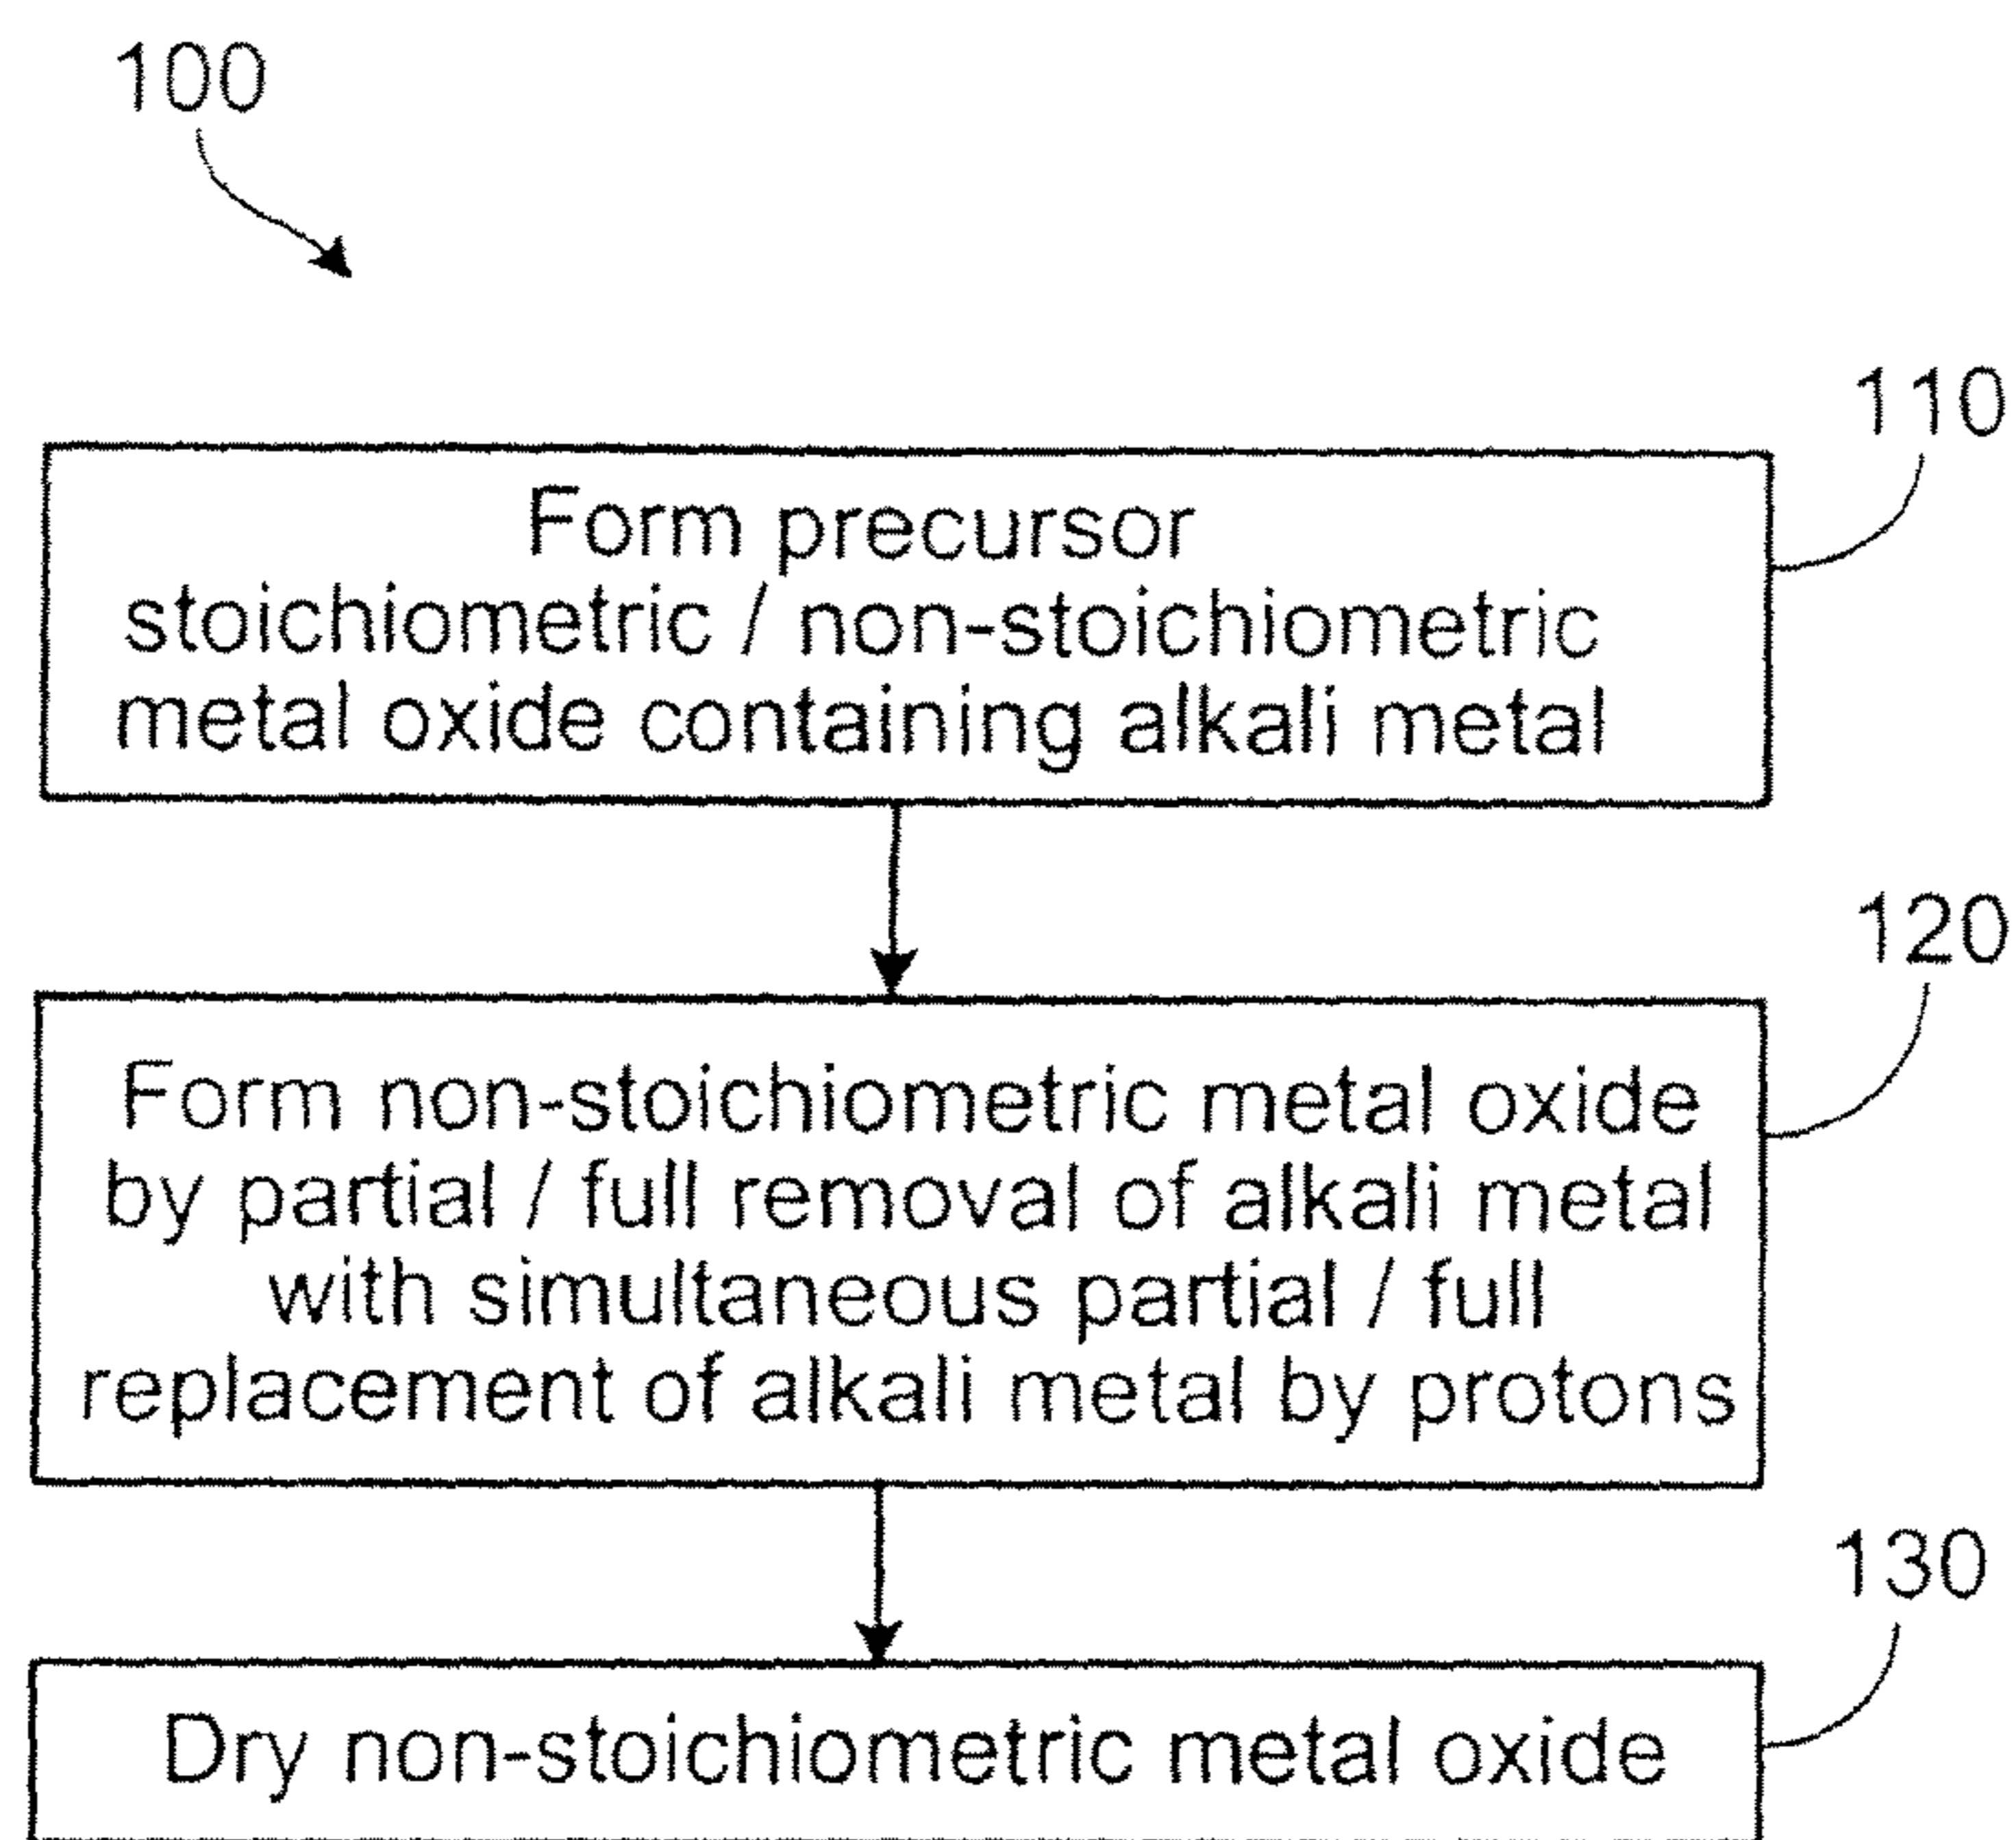 100
110
Form precursor
stoichiometric / non-stoichiometric
metal oxide containing alkali metal
120
Form non-stoichiometric metal oxide
by partial / full removal of alkali metal
with simultaneous partial / full
replacement of alkali metal by protons
130
Dry non-stoichiometric metal oxide